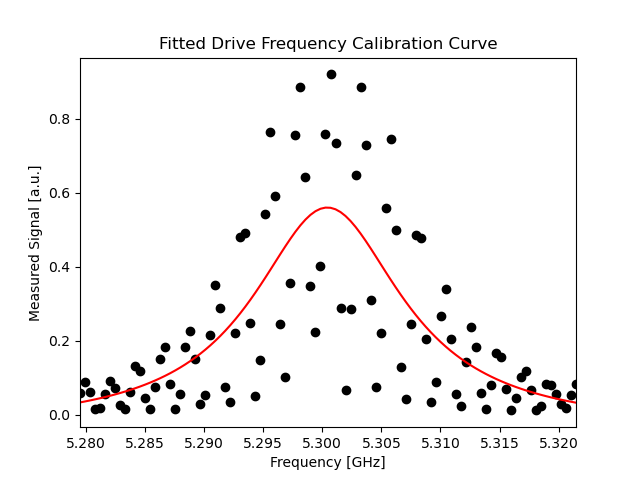 Fitted Drive Frequency Calibration Curve
Measured Signal [a.u.]
0.8
0.6
0.4
0.2
0.0
5.280 5.285 5.290 5.295 5.300 5.305 5.310 5.315 5.320
Frequency [GHz]